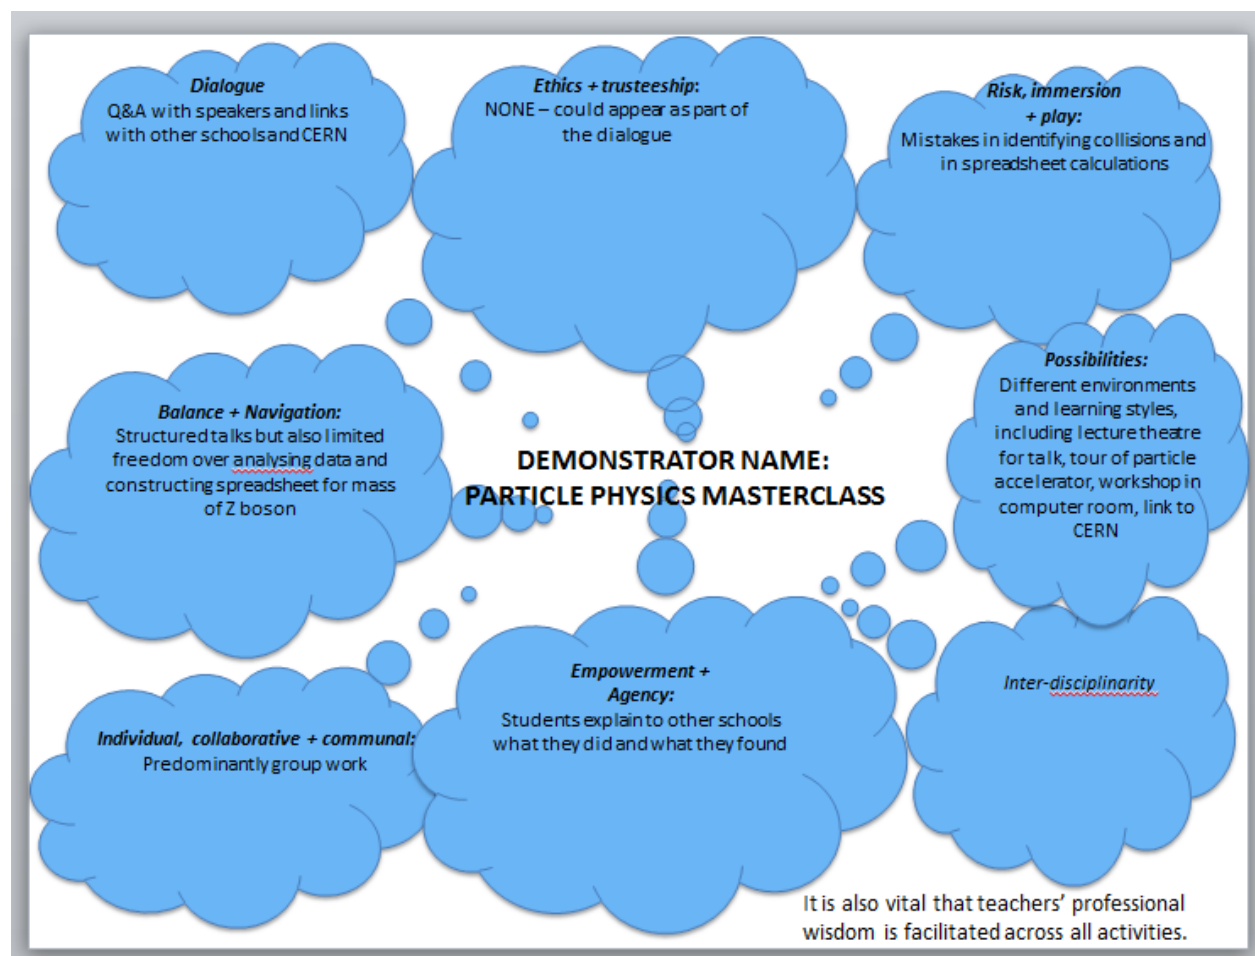 Dialogue
Q&A with speakers and links
with other schools and CERN
Ethics + trusteeship:
NONE – could appear as part of
the dialogue
Risk, immersion
+ play:
Mistakes in identifying collisions and
in spreadsheet calculations
Balance + Navigation:
Structured talks but also limited
freedom over analysing data and
constructing spreadsheet for mass
of Z boson
DEMONSTRATOR NAME:
PARTICLE PHYSICS MASTERCLASS
Possibilities:
Different environments
and learning styles,
including lecture theatre
for talk, tour of particle
accelerator, workshop in
computer room, link to
CERN
Individual, collaborative + communal:
Predominantly group work
Empowerment +
Agency:
Students explain to other schools
what they did and what they found
Inter-disciplinarity
It is also vital that teachers’ professional
wisdom is facilitated across all activities.